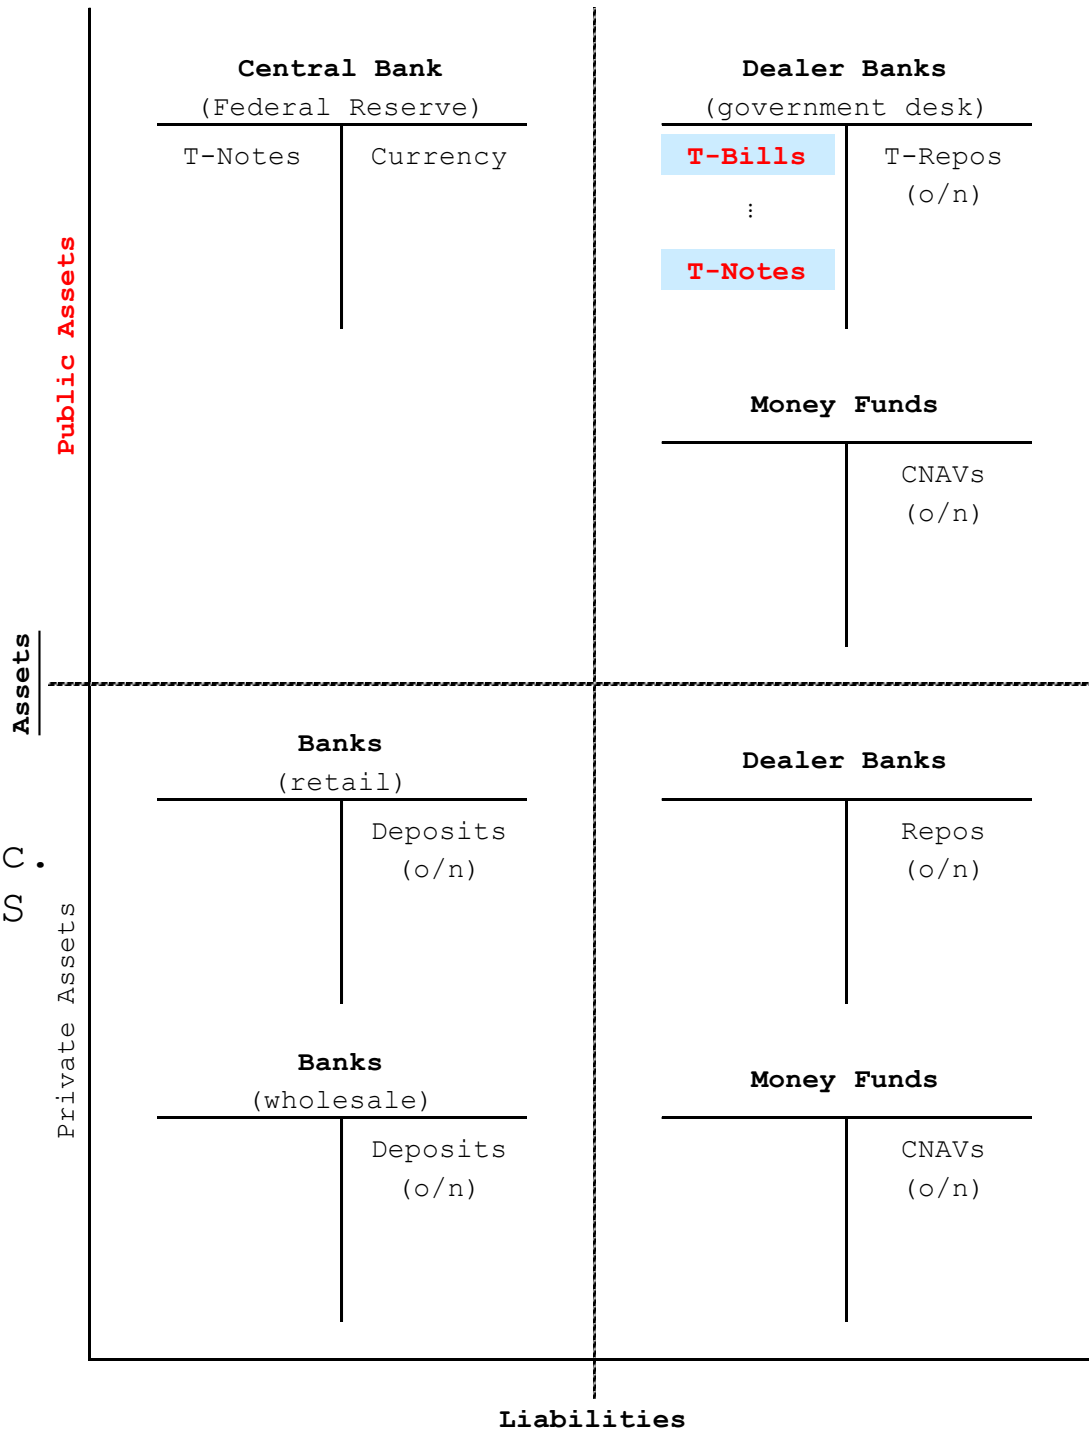 Central Bank
(Federal Reserve)
T-Notes
Currency
Dealer Banks
(government desk)
T-Bills
⋮
T-Notes
T-Repos
(o/n)
Money Funds
CNAVs
(o/n)
Public Assets
Assets
Banks
(retail)
Deposits
(o/n)
Dealer Banks
Repos
(o/n)
c.
S
Private Assets
Banks
(wholesale)
Deposits
(o/n)
Money Funds
CNAVs
(o/n)
Liabilities